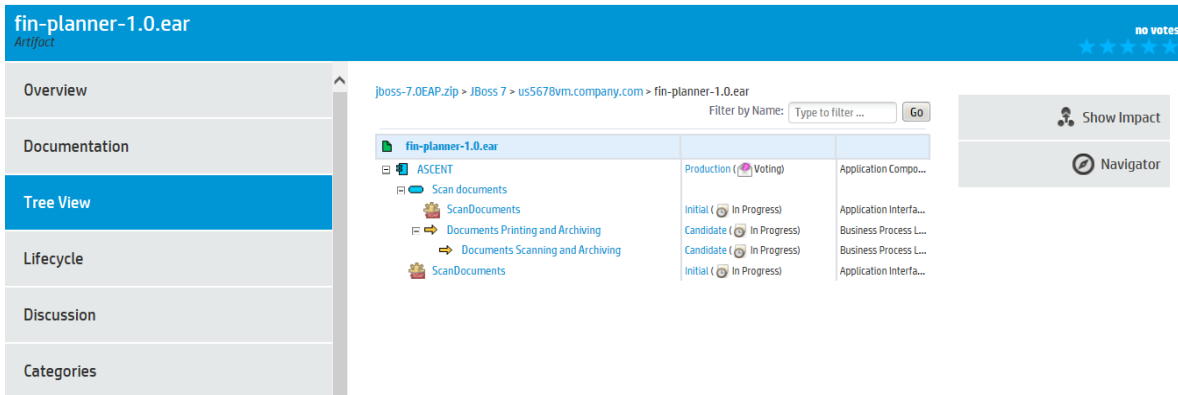 fin-planner-1.0.ear
Artifact
no votes
Overview
Documentation
Tree View
Lifecycle
Discussion
Categories
jboss-7.0EAP.zip > JBoss 7 > us5678vm.company.com > fin-planner-1.0.ear
Filter by Name: Type to filter ... Go
fin-planner-1.0.ear
ASCENT Production ( Voting) Application Compo...
Scan documents
ScanDocuments Initial ( In Progress) Application Interfa...
Documents Printing and Archiving Candidate ( In Progress) Business Process L...
Documents Scanning and Archiving Candidate ( In Progress) Business Process L...
ScanDocuments Initial ( In Progress) Application Interfa...
Show Impact
Navigator